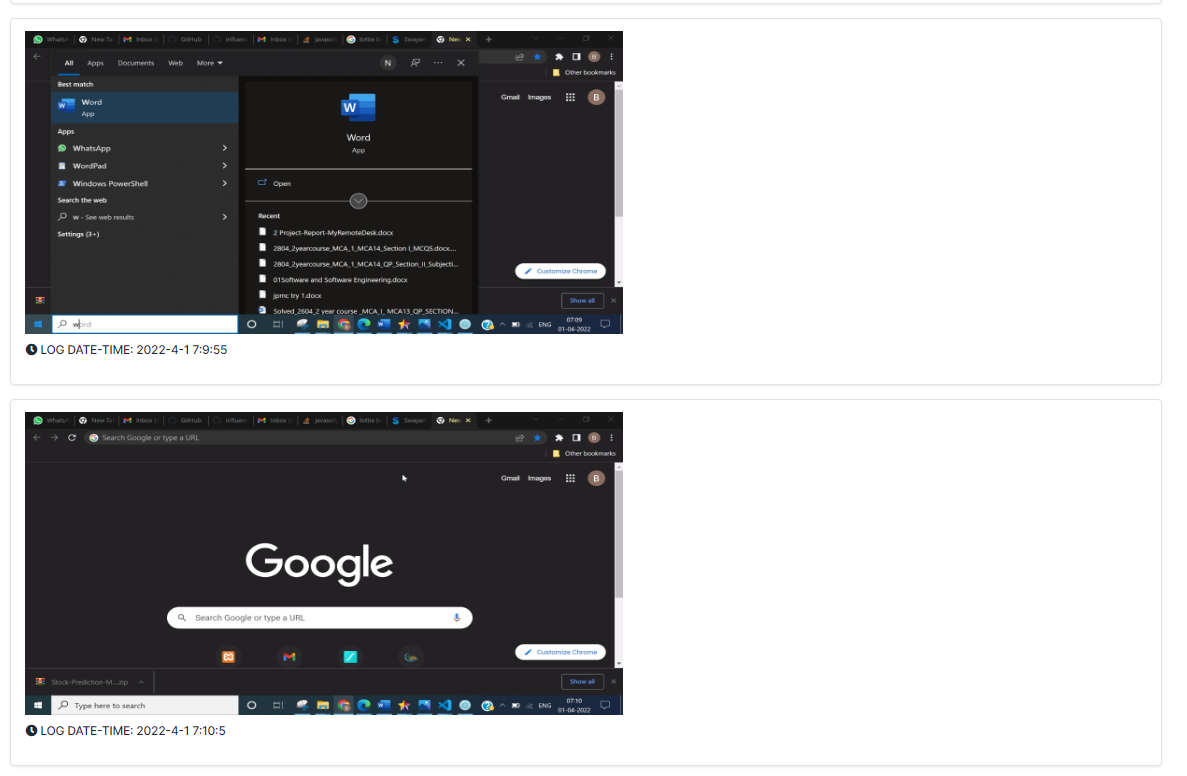 Whats New Ta Inbox GitHub influen Inbox javasc lottie Swayam New
All Apps Documents Web More N
Other bookmarks
Best match
Word
App
Gmail Images B
Word
App
Apps
WhatsApp
WordPad
Windows PowerShell
Open
Search the web
w - See web results
Settings (3+)
Recent
2 Project-Report-MyRemoteDesk.docx
2804_2yearcourse_MCA_1_MCA14_Section I_MCQS.docx...
2804_2yearcourse_MCA_1_MCA14_QP_Section_II_Subjecti...
01Software and Software Engineering.docx
jpmc try 1.docx
Solved_2604_2 year course _MCA_I_ MCA13_QP_SECTION...
Customize Chrome
Show all
word
ENG
07:09
01-04-2022
LOG DATE-TIME: 2022-4-1 7:9:55
Whats New Ta Inbox GitHub influen Inbox javasc lottie Swayam New
Search Google or type a URL B
Other bookmarks
Gmail Images B
Google
Search Google or type a URL
Customize Chrome
Stock-Prediction-M....zip
Show all
Type here to search
ENG
07:10
01-04-2022
LOG DATE-TIME: 2022-4-1 7:10:5